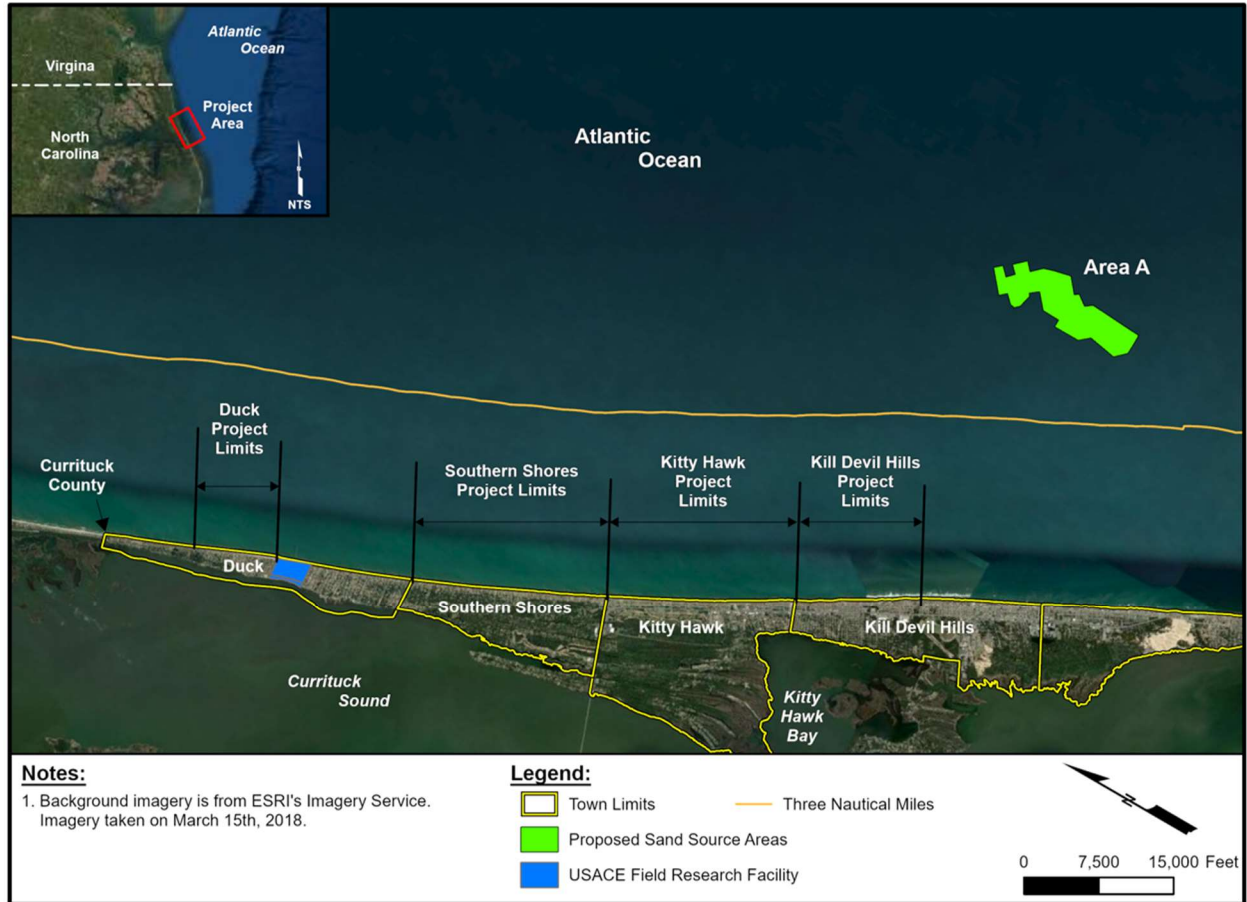 Atlantic
Ocean
Virgina
Project
Area
North
Carolina
N
NTS
Atlantic
Ocean
Area A
Duck
Project
Limits
Currituck
County
Southern Shores
Project Limits
Kitty Hawk
Project
Limits
Kill Devil Hills
Project
Limits
Duck
Southern Shores
Kitty Hawk
Kill Devil Hills
Currituck
Sound
Kitty
Hawk
Bay
Notes:
1. Background imagery is from ESRI's Imagery Service.
Imagery taken on March 15th, 2018.
Legend:
Town Limits
Three Nautical Miles
Proposed Sand Source Areas
USACE Field Research Facility
N
0 7,500 15,000 Feet